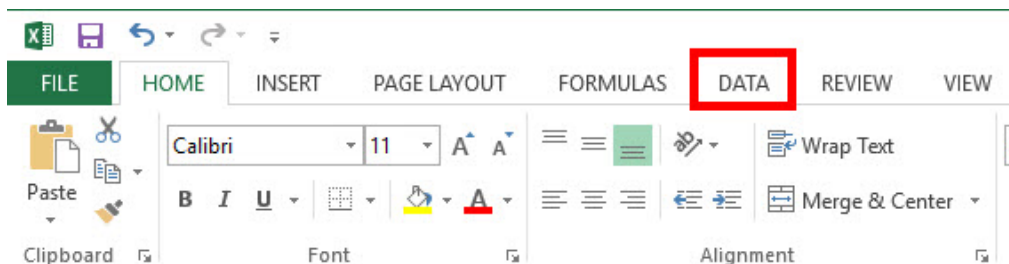 FILE HOME INSERT PAGE LAYOUT FORMULAS DATA REVIEW VIEW
Calibri 11 Wrap Text
Paste B I U A Merge & Center
Clipboard Font Alignment